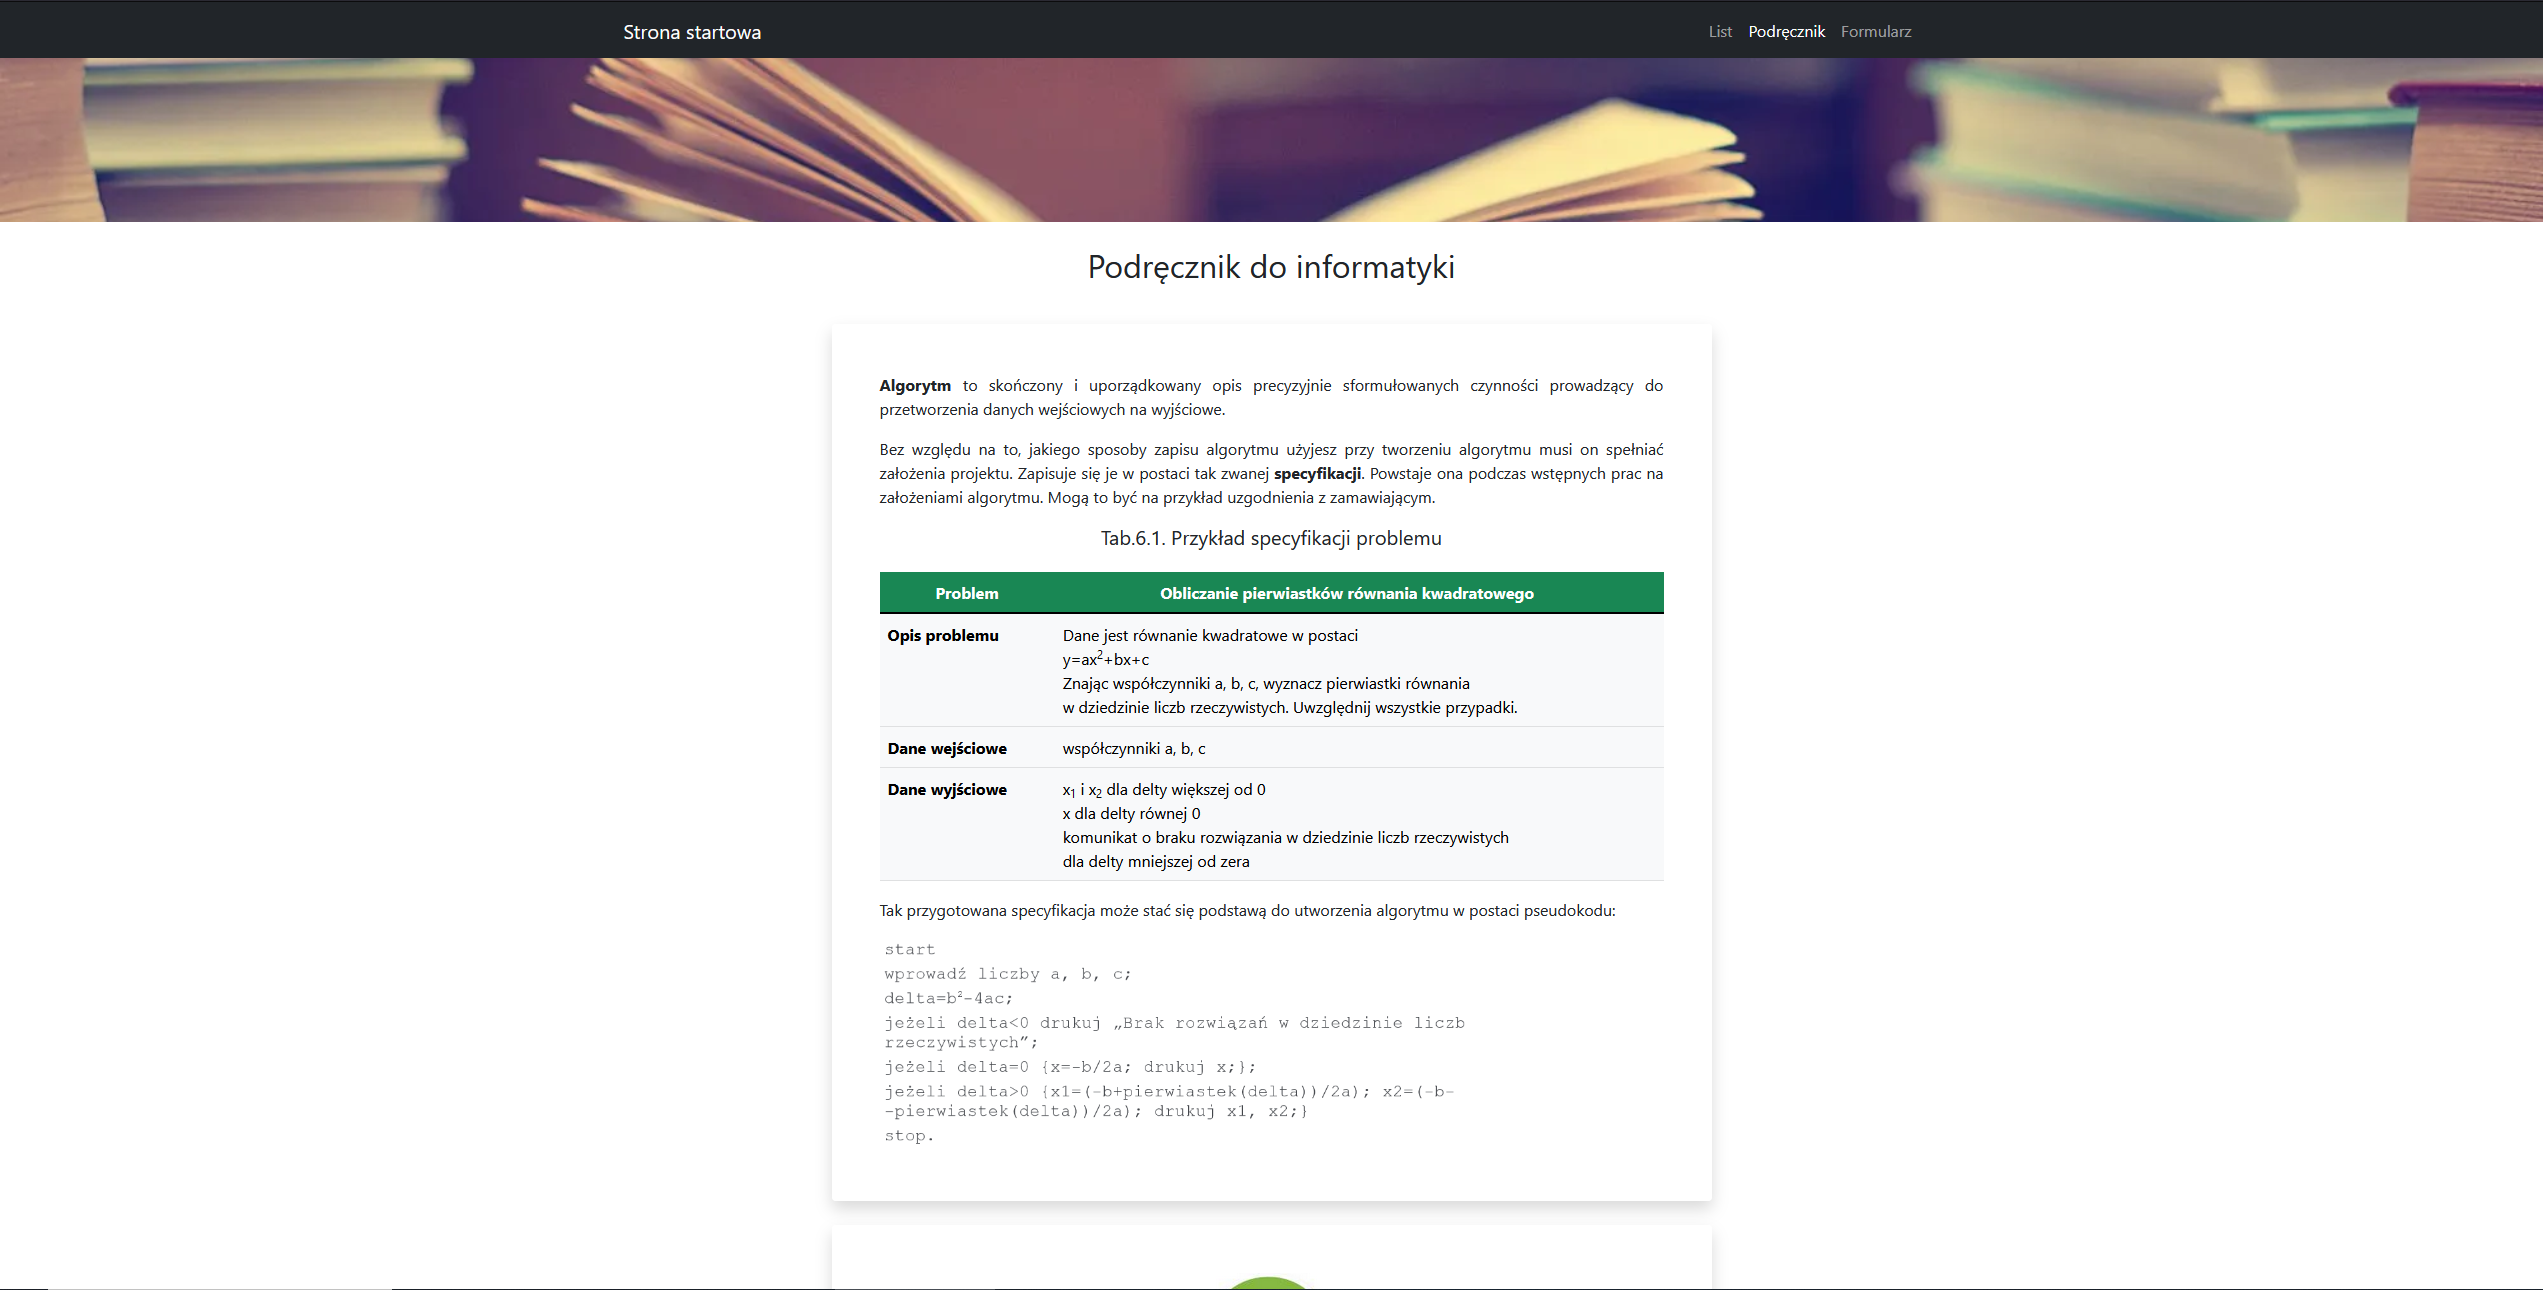 Strona startowa
List Podręcznik Formularz
Podręcznik do informatyki
Algorytm to skończony i uporządkowany opis precyzyjnie sformułowanych czynności prowadzący do
przetworzenia danych wejściowych na wyjściowe.
Bez względu na to, jakiego sposoby zapisu algorytmu użyjesz przy tworzeniu algorytmu musi on spełniać
założenia projektu. Zapisuje się je w postaci tak zwanej specyfikacji. Powstaje ona podczas wstępnych prac na
założeniami algorytmu. Mogą to być na przykład uzgodnienia z zamawiającym.
Tab.6.1. Przykład specyfikacji problemu
Problem Obliczanie pierwiastków równania kwadratowego
Opis problemu Dane jest równanie kwadratowe w postaci
y=ax²+bx+c
Znając współczynniki a, b, c, wyznacz pierwiastki równania
w dziedzinie liczb rzeczywistych. Uwzględnij wszystkie przypadki.
Dane wejściowe współczynniki a, b, c
Dane wyjściowe x₁ i x₂ dla delty większej od 0
x dla delty równej 0
komunikat o braku rozwiązania w dziedzinie liczb rzeczywistych
dla delty mniejszej od zera
Tak przygotowana specyfikacja może stać się podstawą do utworzenia algorytmu w postaci pseudokodu:
start
wprowadź liczby a, b, c;
delta=b²-4ac;
jeżeli delta<0 drukuj „Brak rozwiązań w dziedzinie liczb
rzeczywistych”;
jeżeli delta=0 {x=-b/2a; drukuj x;};
jeżeli delta>0 {x1=(-b+pierwiastek(delta))/2a); x2=(-b-
-pierwiastek(delta))/2a); drukuj x1, x2;}
stop.